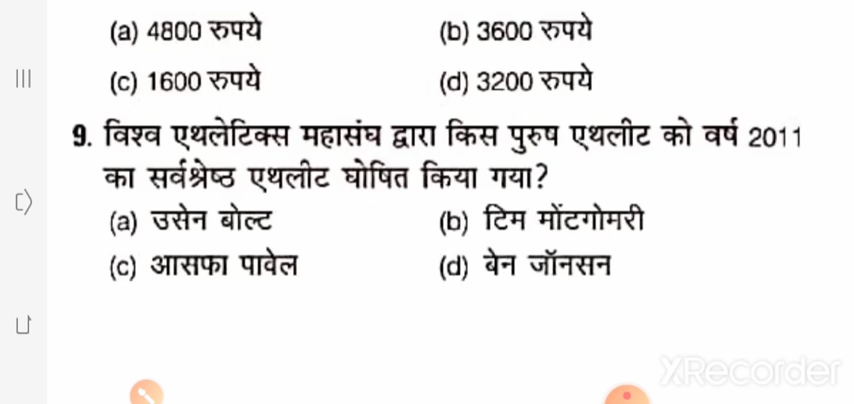 (a) 4800 रुपये (b) 3600 रुपये
(c) 1600 रुपये (d) 3200 रुपये
9. विश्व एथलेटिक्स महासंघ द्वारा किस पुरुष एथलीट को वर्ष 2011
का सर्वश्रेष्ठ एथलीट घोषित किया गया?
(a) उसेन बोल्ट (b) टिम मोंटगोमरी
(c) आसफा पावेल (d) बेन जॉनसन
XRecorder